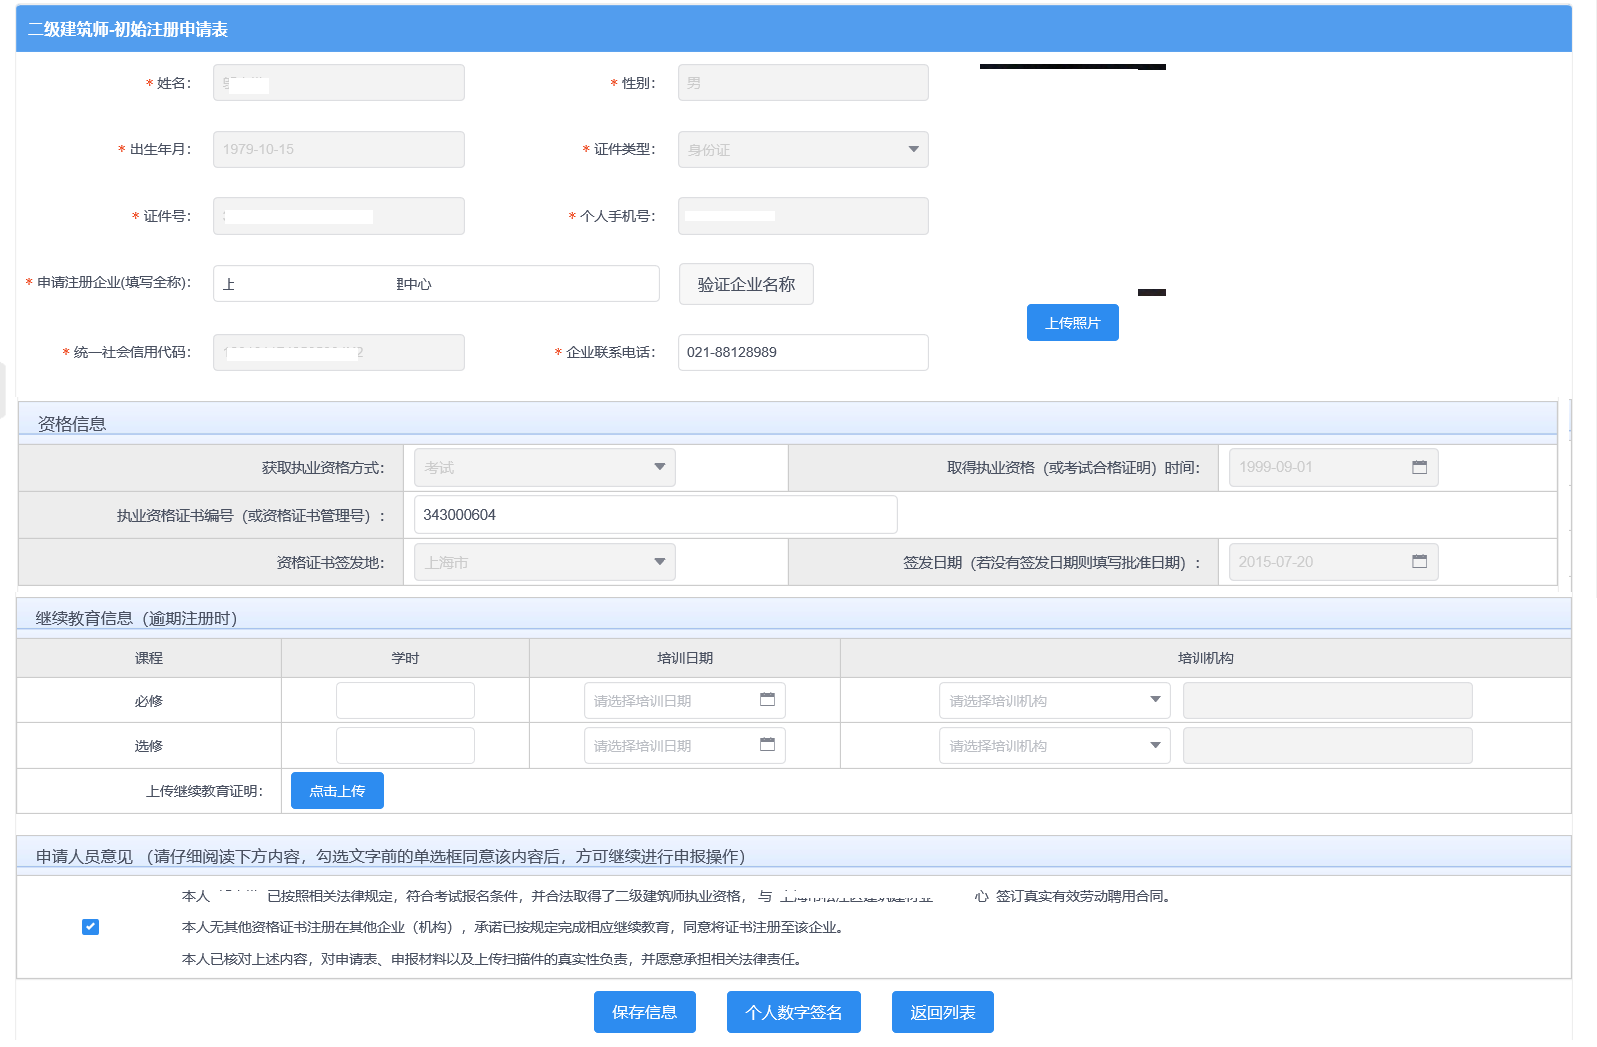 二级建筑师-初始注册申请表
* 姓名:
* 性别: 男
* 出生年月: 1979-10-15
* 证件类型: 身份证
* 证件号:
* 个人手机号:
* 申请注册企业(填写全称): 上 理中心 验证企业名称
上传照片
* 统一社会信用代码:
* 企业联系电话: 021-88128989
资格信息
获取执业资格方式: 考试 取得执业资格（或考试合格证明）时间: 1999-09-01
执业资格证书编号（或资格证书管理号）: 343000604
资格证书签发地: 上海市 签发日期（若没有签发日期则填写批准日期）: 2015-07-20
继续教育信息（逾期注册时）
课程 学时 培训日期 培训机构
必修 请选择培训日期 请选择培训机构
选修 请选择培训日期 请选择培训机构
上传继续教育证明: 点击上传
申请人员意见 （请仔细阅读下方内容，勾选文字前的单选框同意该内容后，方可继续进行申报操作）
本人 已按照相关法律规定，符合考试报名条件，并合法取得了二级建筑师执业资格， 与 心 签订真实有效劳动聘用合同。
本人无其他资格证书注册在其他企业（机构），承诺已按规定完成相应继续教育，同意将证书注册至该企业。
本人已核对上述内容，对申请表、申报材料以及上传扫描件的真实性负责，并愿意承担相关法律责任。
保存信息 个人数字签名 返回列表